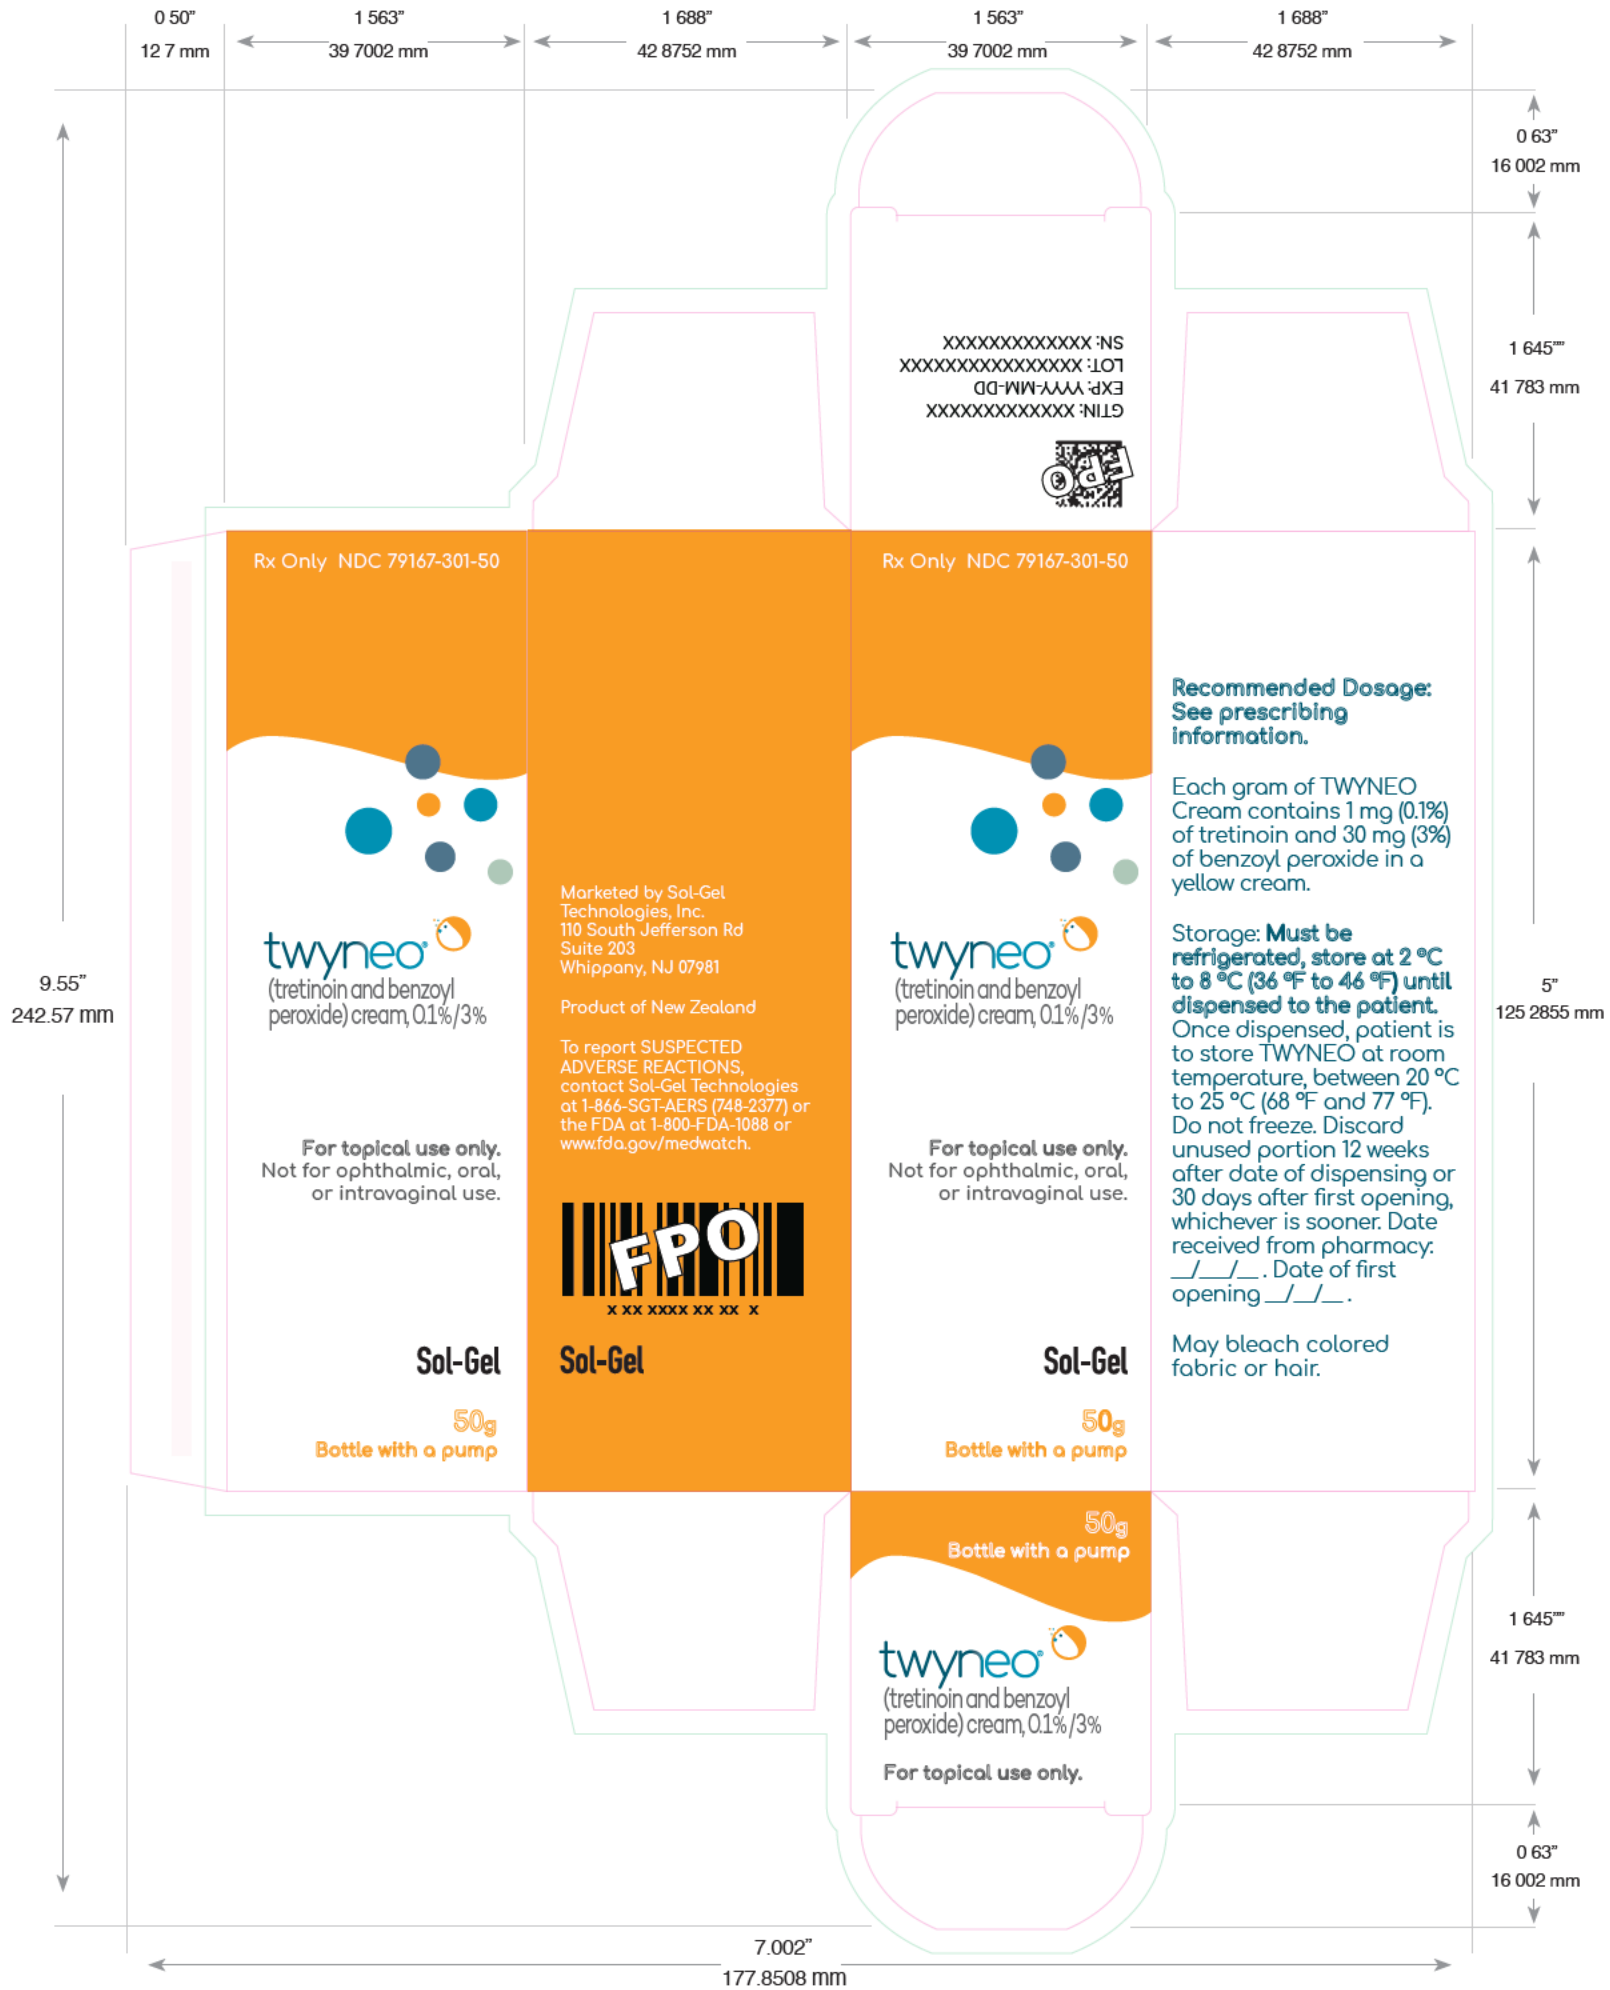 0 50” 1 563” 1 688” 1 563” 1 688”
12 7 mm 39 7002 mm 42 8752 mm 39 7002 mm 42 8752 mm
0 63”
16 002 mm
1 645””
41 783 mm
SN: XXXXXXXXXXXXX
LOT: XXXXXXXXXXXXXXXX
EXP: YYYY-MM-DD
GTIN: XXXXXXXXXXXXX
FPO
9.55”
242.57 mm
Rx Only NDC 79167-301-50
twyneo®
(tretinoin and benzoyl
peroxide) cream, 0.1%/3%
For topical use only.
Not for ophthalmic, oral,
or intravaginal use.
Sol-Gel
50g
Bottle with a pump
Marketed by Sol-Gel
Technologies, Inc.
110 South Jefferson Rd
Suite 203
Whippany, NJ 07981
Product of New Zealand
To report SUSPECTED
ADVERSE REACTIONS,
contact Sol-Gel Technologies
at 1-866-SGT-AERS (748-2377) or
the FDA at 1-800-FDA-1088 or
www.fda.gov/medwatch.
FPO
x xx xxxx xx xx x
Sol-Gel
Rx Only NDC 79167-301-50
twyneo®
(tretinoin and benzoyl
peroxide) cream, 0.1%/3%
For topical use only.
Not for ophthalmic, oral,
or intravaginal use.
Sol-Gel
50g
Bottle with a pump
Recommended Dosage:
See prescribing
information.
Each gram of TWYNEO
Cream contains 1 mg (0.1%)
of tretinoin and 30 mg (3%)
of benzoyl peroxide in a
yellow cream.
Storage: Must be
refrigerated, store at 2 ºC
to 8 ºC (36 ºF to 46 ºF) until
dispensed to the patient.
Once dispensed, patient is
to store TWYNEO at room
temperature, between 20 ºC
to 25 ºC (68 ºF and 77 ºF).
Do not freeze. Discard
unused portion 12 weeks
after date of dispensing or
30 days after first opening,
whichever is sooner. Date
received from pharmacy:
__/___/__ . Date of first
opening __/__/__ .
May bleach colored
fabric or hair.
5”
125 2855 mm
50g
Bottle with a pump
twyneo®
(tretinoin and benzoyl
peroxide) cream, 0.1%/3%
For topical use only.
1 645””
41 783 mm
0 63”
16 002 mm
7.002”
177.8508 mm